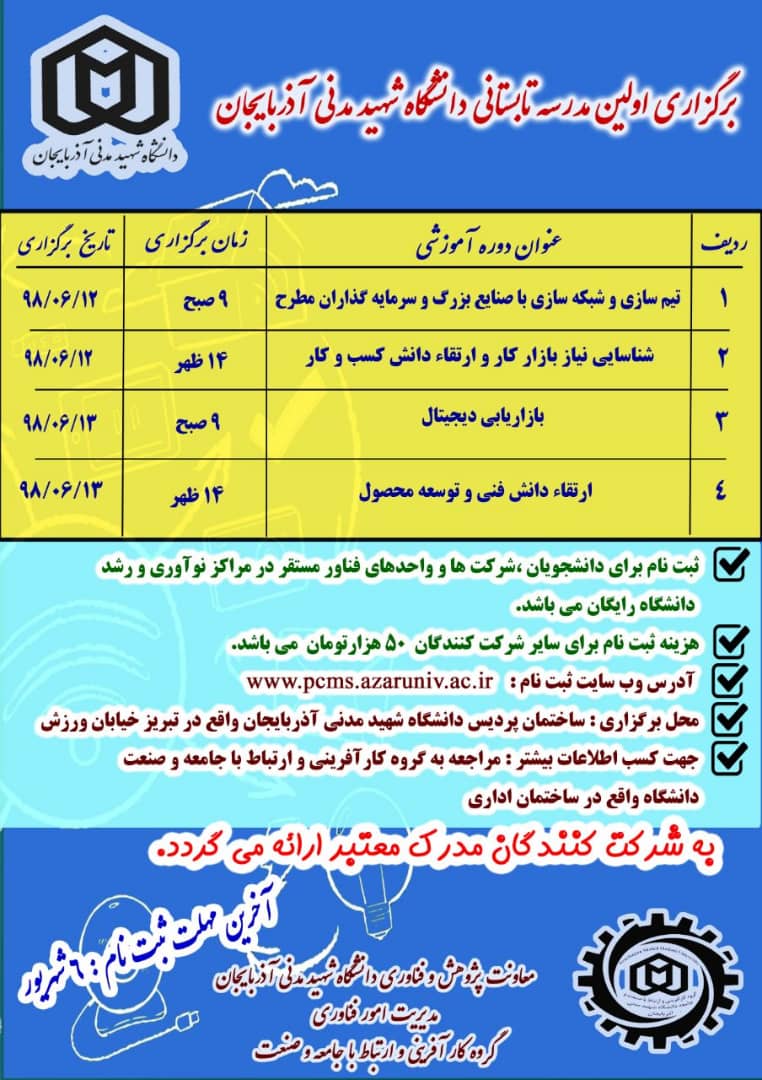 برگزاری اولین مدرسه تابستانی دانشگاه شهید مدنی آذربایجان
دانشگاه شهید مدنی آذربایجان
ردیف عنوان دوره آموزشی زمان برگزاری تاریخ برگزاری
۱ تیم سازی و شبکه سازی با صنایع بزرگ و سرمایه گذاران مطرح ۹ صبح ۹۸/۰۶/۱۲
۲ شناسایی نیاز بازار کار و ارتقاء دانش کسب و کار ۱۴ ظهر ۹۸/۰۶/۱۲
۳ بازاریابی دیجیتال ۹ صبح ۹۸/۰۶/۱۳
۴ ارتقاء دانش فنی و توسعه محصول ۱۴ ظهر ۹۸/۰۶/۱۳
ثبت نام برای دانشجویان ،شرکت ها و واحدهای فناور مستقر در مراکز نوآوری و رشد
دانشگاه رایگان می باشد.
هزینه ثبت نام برای سایر شرکت کنندگان ۵۰ هزارتومان می باشد.
آدرس وب سایت ثبت نام : www.pcms.azaruniv.ac.ir
محل برگزاری : ساختمان پردیس دانشگاه شهید مدنی آذربایجان واقع در تبریز خیابان ورزش
جهت کسب اطلاعات بیشتر : مراجعه به گروه کارآفرینی و ارتباط با جامعه و صنعت
دانشگاه واقع در ساختمان اداری
به شرکت کنندگان مدرک معتبر ارائه می گردد.
آخرین مهلت ثبت نام : ۶ شهریور
معاونت پژوهش و فناوری دانشگاه شهید مدنی آذربایجان
مدیریت امور فناوری
گروه کارآفرینی و ارتباط با جامعه و صنعت